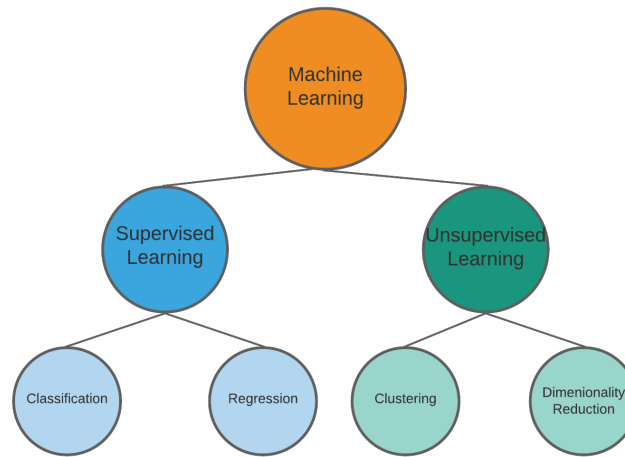 Machine
Learning
Supervised
Learning
Unsupervised
Learning
Classification
Regression
Clustering
Dimenionality
Reduction